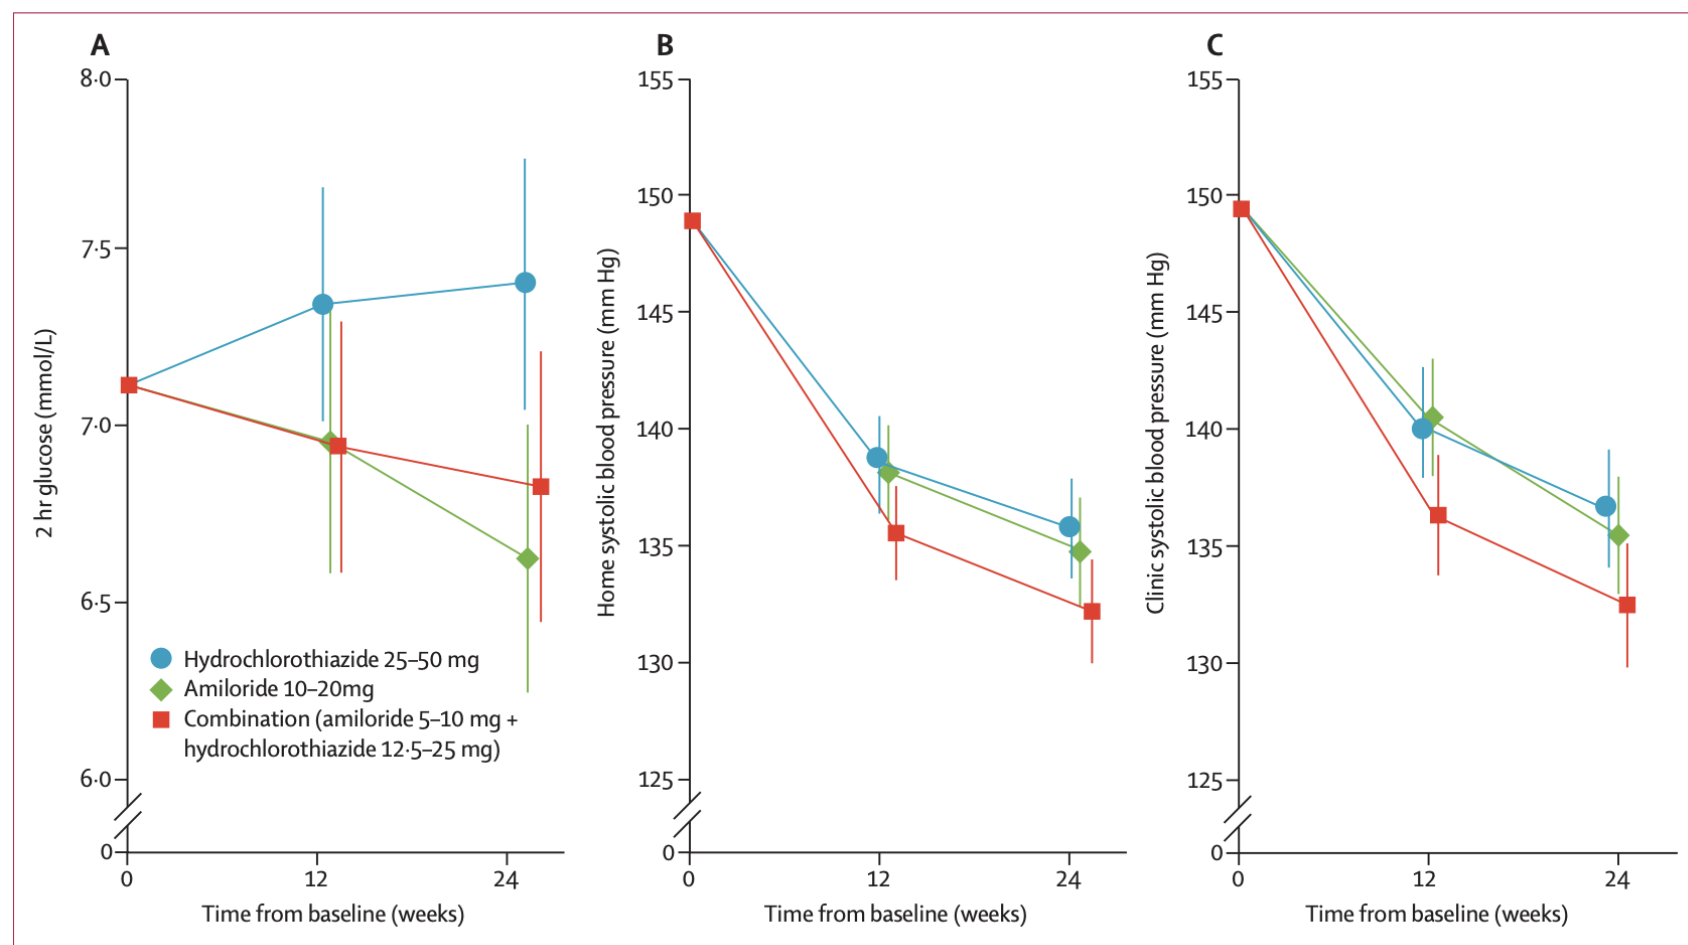 A
8·0
7·5
7·0
6·5
6·0
0
2 hr glucose (mmol/L)
Hydrochlorothiazide 25–50 mg
Amiloride 10–20mg
Combination (amiloride 5–10 mg +
hydrochlorothiazide 12·5–25 mg)
0 12 24
Time from baseline (weeks)
B
155
150
145
140
135
130
125
0
Home systolic blood pressure (mm Hg)
0 12 24
Time from baseline (weeks)
C
155
150
145
140
135
130
125
0
Clinic systolic blood pressure (mm Hg)
0 12 24
Time from baseline (weeks)